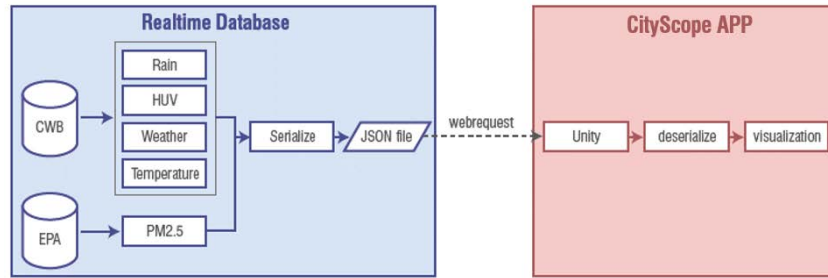 Realtime Database
CWB
Rain
HUV
Weather
Temperature
EPA
PM2.5
Serialize
JSON file
webrequest
CityScope APP
Unity
deserialize
visualization